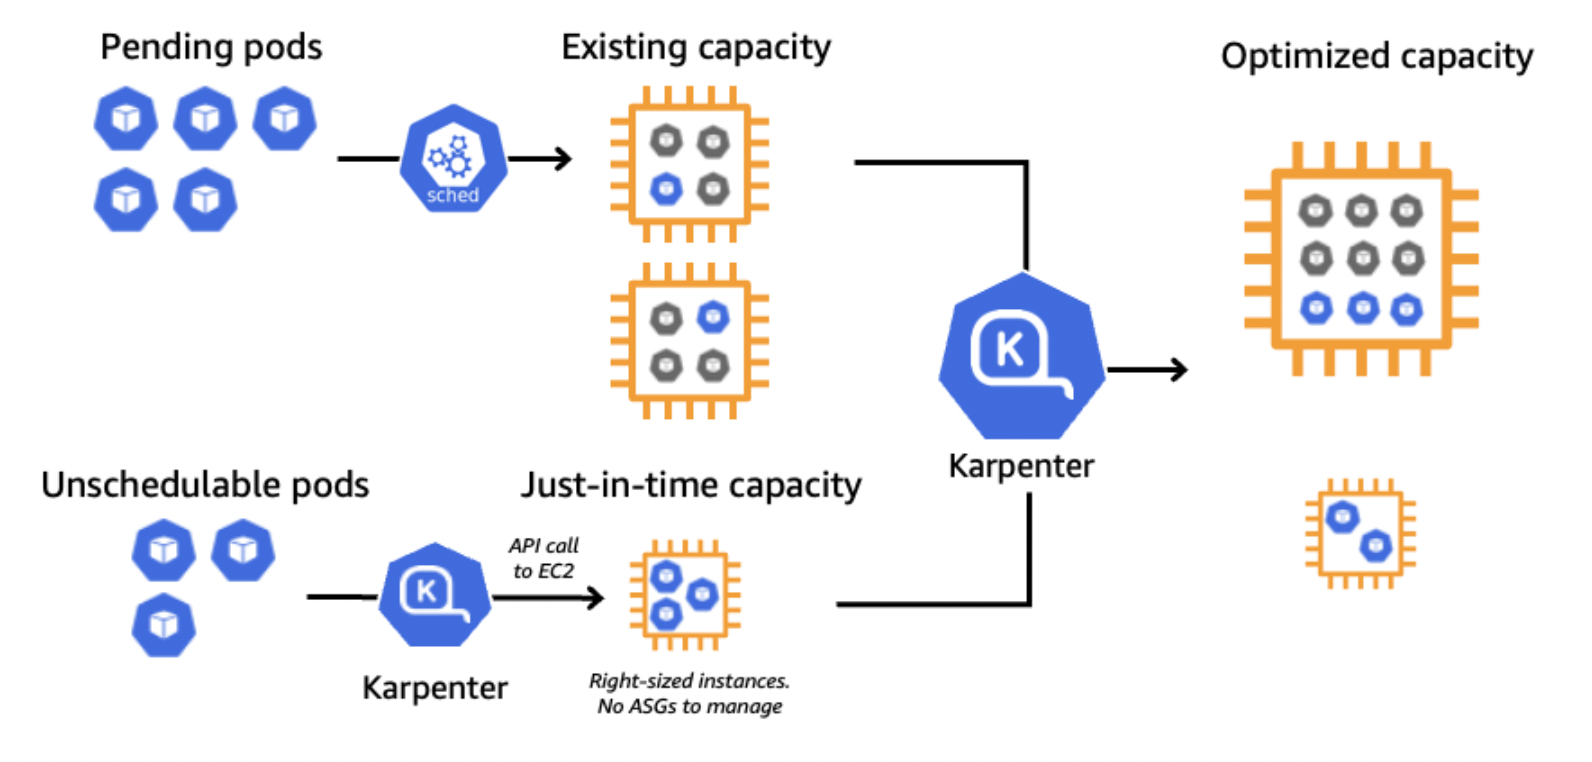 Pending pods
Existing capacity
Optimized capacity
sched
K
Karpenter
Unschedulable pods
Just-in-time capacity
API call
to EC2
K
Karpenter
Right-sized instances.
No ASGs to manage